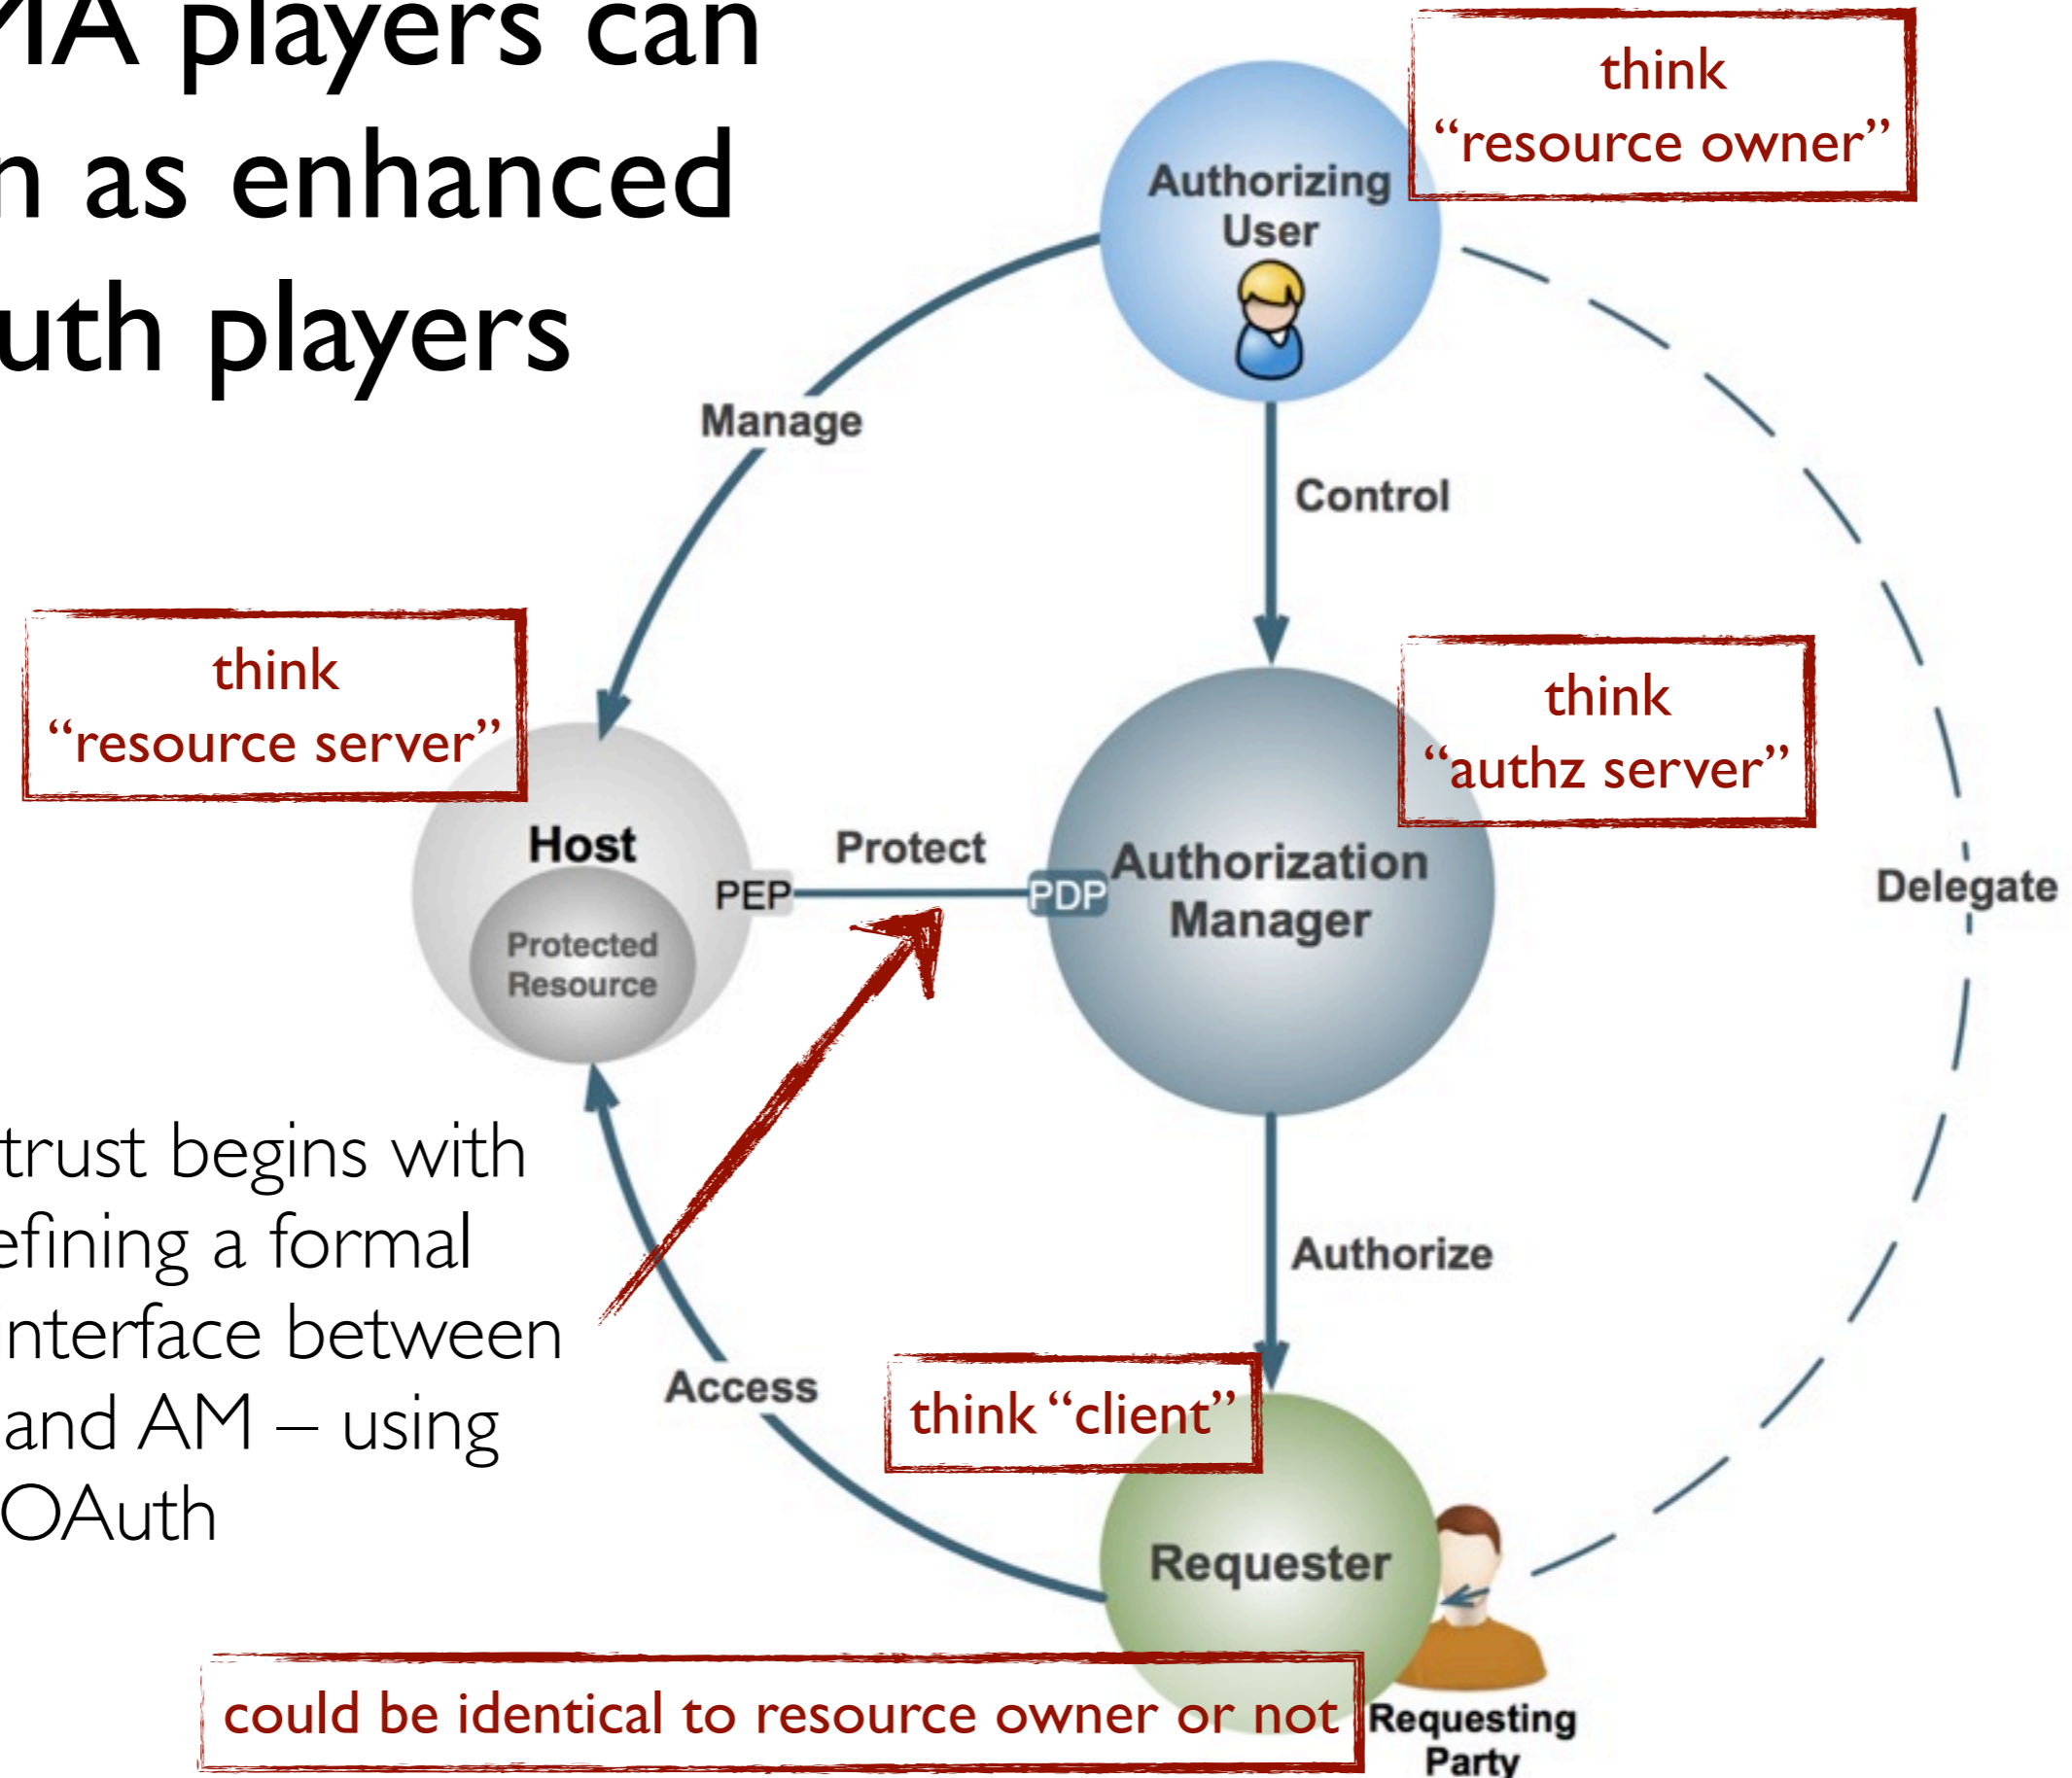 MA players can
n as enhanced
uth players
think
“resource owner”
Authorizing
User
Manage
Control
think
“resource server”
think
“authz server”
Host
Protect
PEP
PDP
Authorization
Manager
Protected
Resource
Delegate
trust begins with
efining a formal
interface between
and AM – using
OAuth
Authorize
Access
think “client”
Requester
could be identical to resource owner or not
Requesting
Party